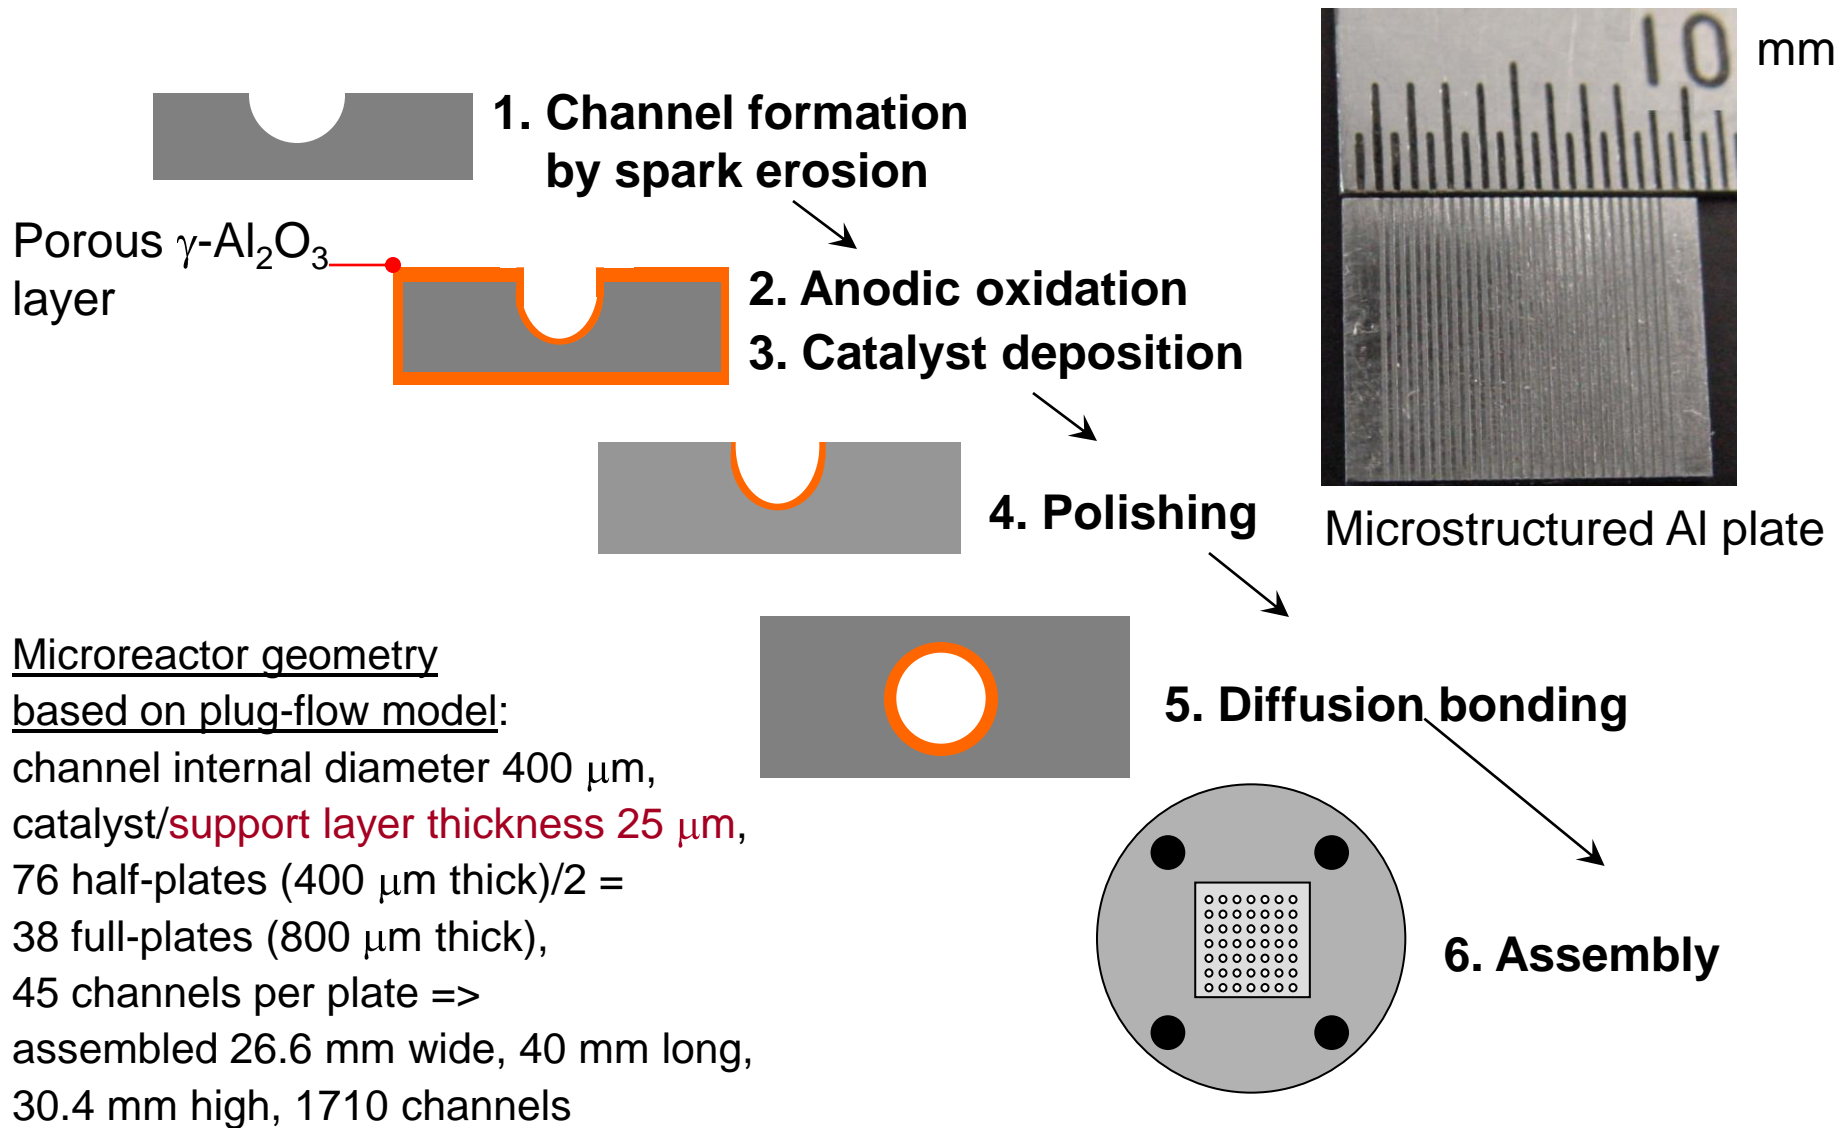 mm
10
1. Channel formation
by spark erosion
Porous γ-Al₂O₃
layer
2. Anodic oxidation
3. Catalyst deposition
4. Polishing
Microstructured Al plate
5. Diffusion bonding
6. Assembly
Microreactor geometry
based on plug-flow model:
channel internal diameter 400 μm,
catalyst/support layer thickness 25 μm,
76 half-plates (400 μm thick)/2 =
38 full-plates (800 μm thick),
45 channels per plate =>
assembled 26.6 mm wide, 40 mm long,
30.4 mm high, 1710 channels